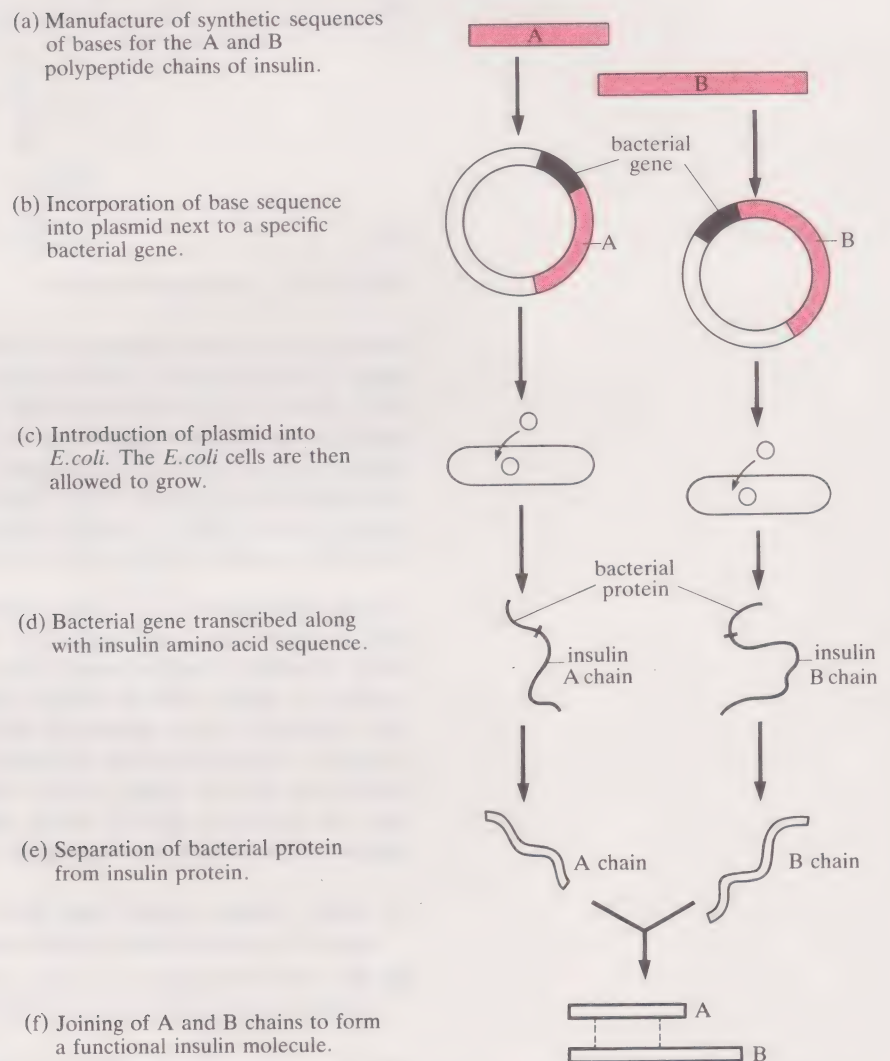 (a) Manufacture of synthetic sequences
of bases for the A and B
polypeptide chains of insulin.
A
B
bacterial
gene
(b) Incorporation of base sequence
into plasmid next to a specific
bacterial gene.
A
B
(c) Introduction of plasmid into
E.coli. The E.coli cells are then
allowed to grow.
bacterial
protein
(d) Bacterial gene transcribed along
with insulin amino acid sequence.
insulin
A chain
insulin
B chain
(e) Separation of bacterial protein
from insulin protein.
A chain
B chain
(f) Joining of A and B chains to form
a functional insulin molecule.
A
B